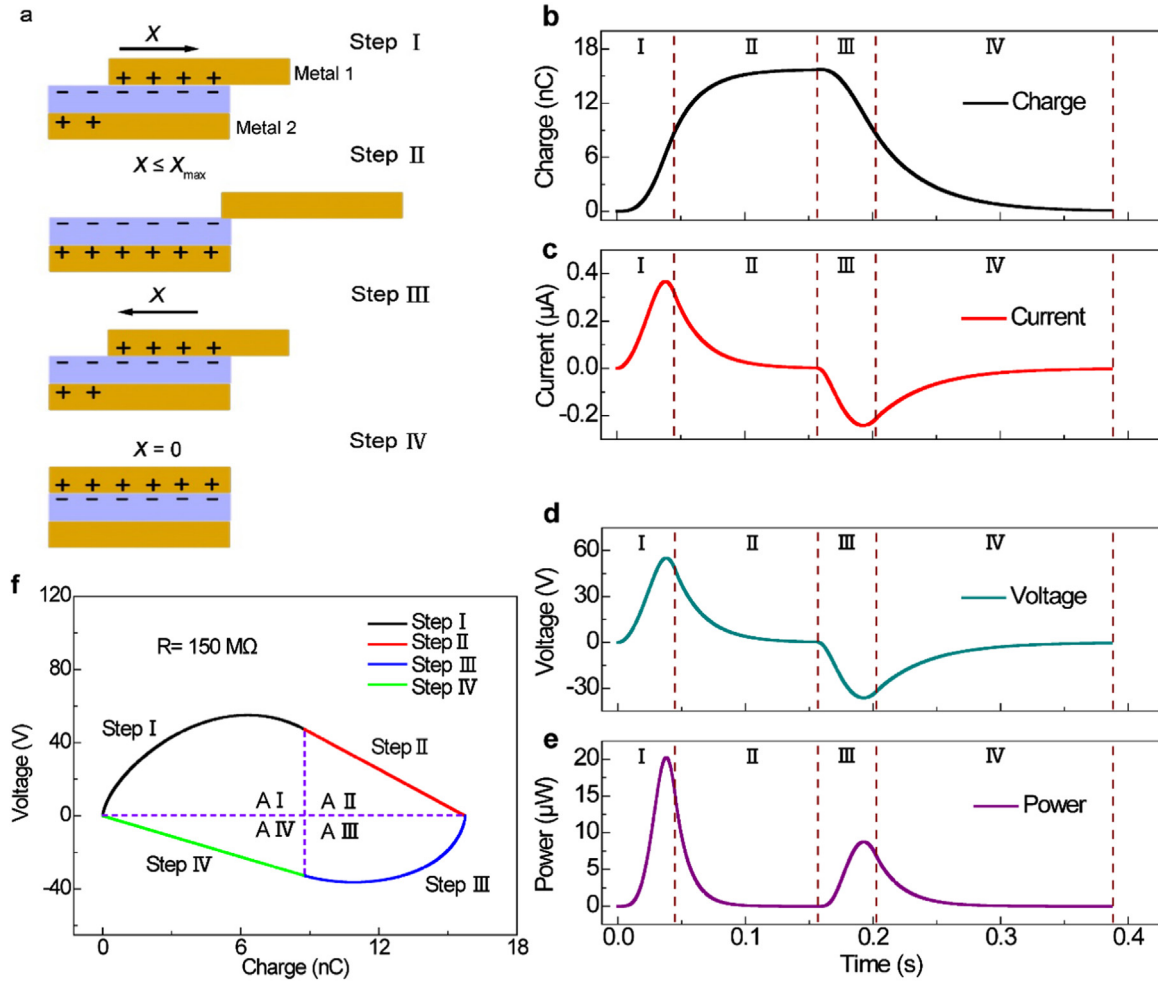 a
X
Step Ⅰ
+ + + +
Metal 1
− − − − − −
+ +
Metal 2
X ≤ Xmax
Step Ⅱ
− − − − − −
+ + + + + +
X
Step Ⅲ
+ + + +
− − − − − −
+ +
X = 0
Step Ⅳ
+ + + + + +
− − − − − −
b
Ⅰ Ⅱ Ⅲ Ⅳ
18
12
6
0
Charge (nC)
Charge
c
Ⅰ Ⅱ Ⅲ Ⅳ
0.4
0.2
0.0
-0.2
Current (µA)
Current
d
Ⅰ Ⅱ Ⅲ Ⅳ
60
30
0
-30
Voltage (V)
Voltage
e
Ⅰ Ⅱ Ⅲ Ⅳ
20
15
10
5
0
Power (µW)
Power
0.0 0.1 0.2 0.3 0.4
Time (s)
f
120
80
40
0
-40
Voltage (V)
R= 150 MΩ
Step Ⅰ
Step Ⅱ
Step Ⅲ
Step Ⅳ
Step Ⅰ
Step Ⅱ
A Ⅰ A Ⅱ
A Ⅳ A Ⅲ
Step Ⅳ
Step Ⅲ
0 6 12 18
Charge (nC)